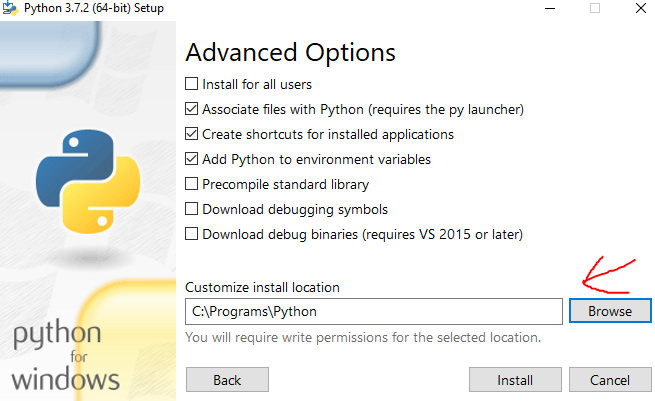 Python 3.7.2 (64-bit) Setup
Advanced Options
Install for all users
Associate files with Python (requires the py launcher)
Create shortcuts for installed applications
Add Python to environment variables
Precompile standard library
Download debugging symbols
Download debug binaries (requires VS 2015 or later)
Customize install location
C:\Programs\Python
Browse
You will require write permissions for the selected location.
python
for
windows
Back
Install
Cancel